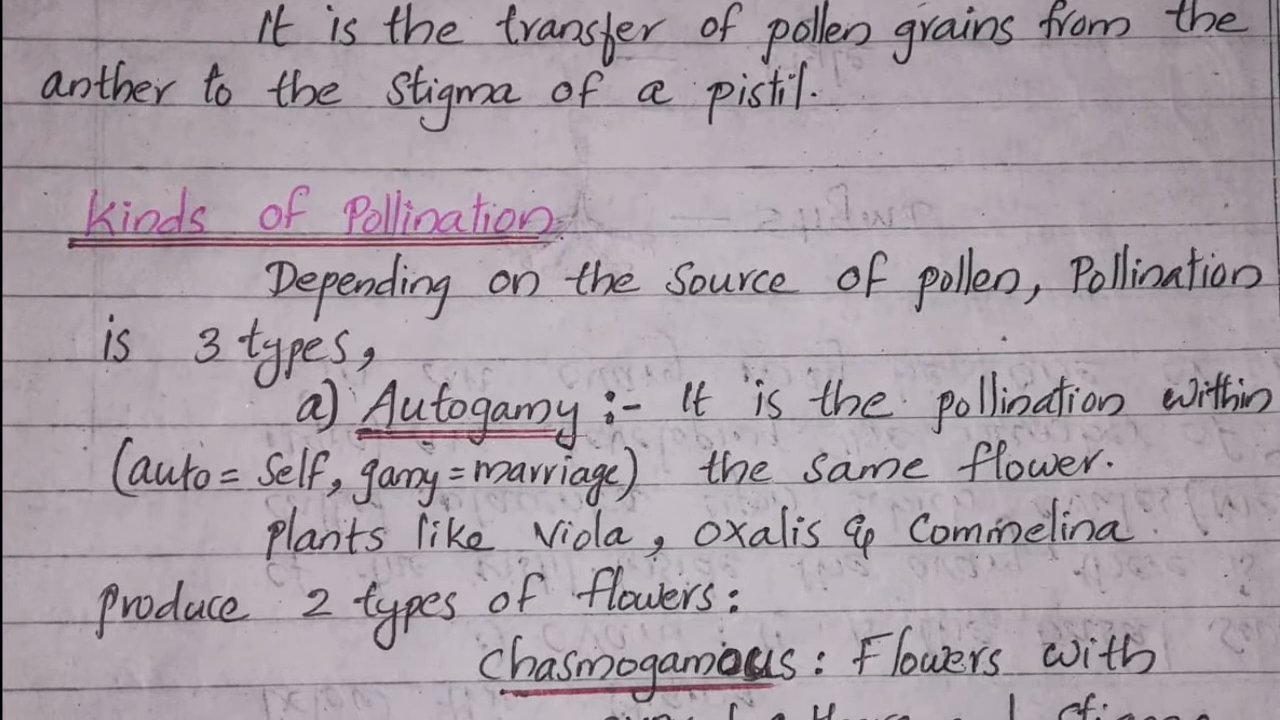 It is the transfer of pollen grains from the
anther to the stigma of a pistil.
Kinds of Pollination
Depending on the source of pollen, Pollination
is 3 types,
a) Autogamy :- It is the pollination within
(auto = self, gamy = marriage) the same flower.
plants like Viola, oxalis & Commelina
produce 2 types of flowers:
Chasmogamous: Flowers with